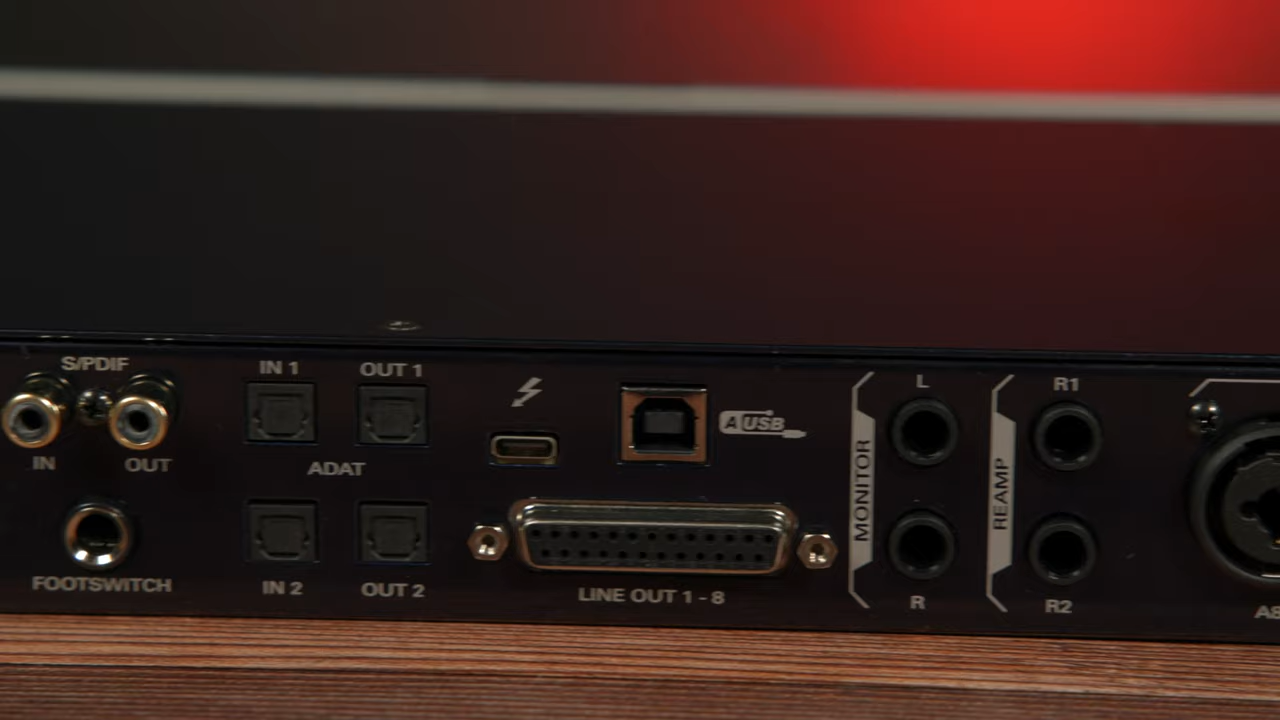 S/PDIF
IN
OUT
FOOTSWITCH
IN 1
OUT 1
ADAT
IN 2
OUT 2
A USB
LINE OUT 1 - 8
MONITOR
L
R
REAMP
R1
R2